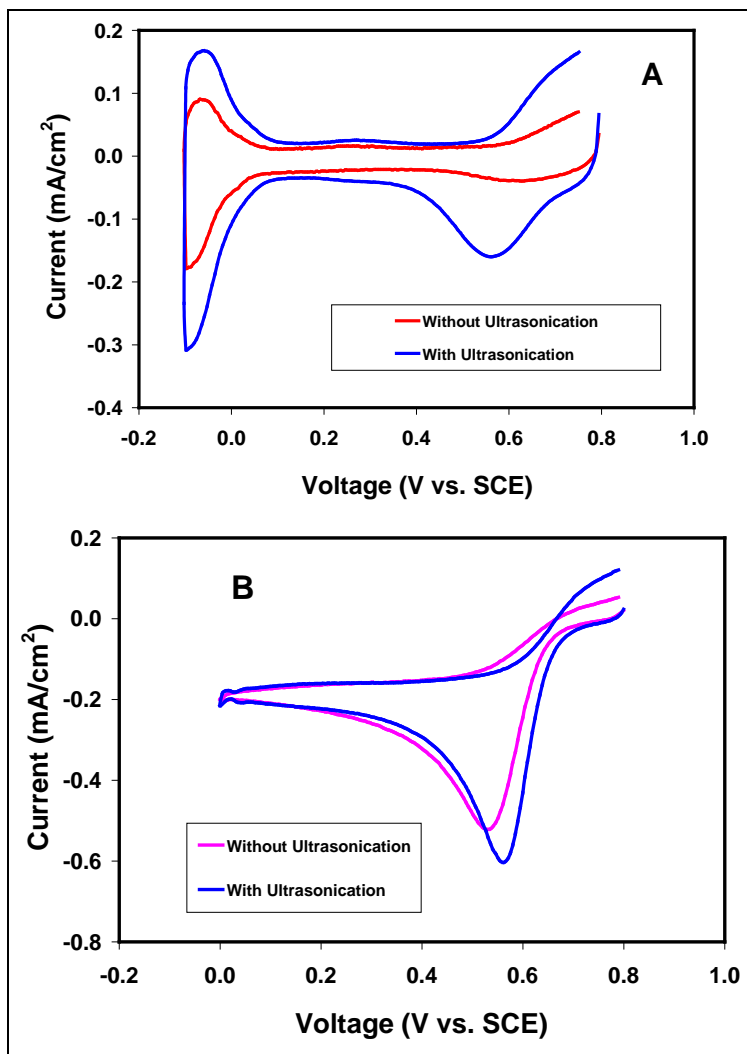 0.2
A
0.1
0.0
-0.1
-0.2
-0.3
-0.4
Current (mA/cm²)
Without Ultrasonication
With Ultrasonication
-0.2 0.0 0.2 0.4 0.6 0.8 1.0
Voltage (V vs. SCE)
0.2
B
0.0
-0.2
-0.4
-0.6
-0.8
Current (mA/cm²)
Without Ultrasonication
With Ultrasonication
-0.2 0.0 0.2 0.4 0.6 0.8 1.0
Voltage (V vs. SCE)